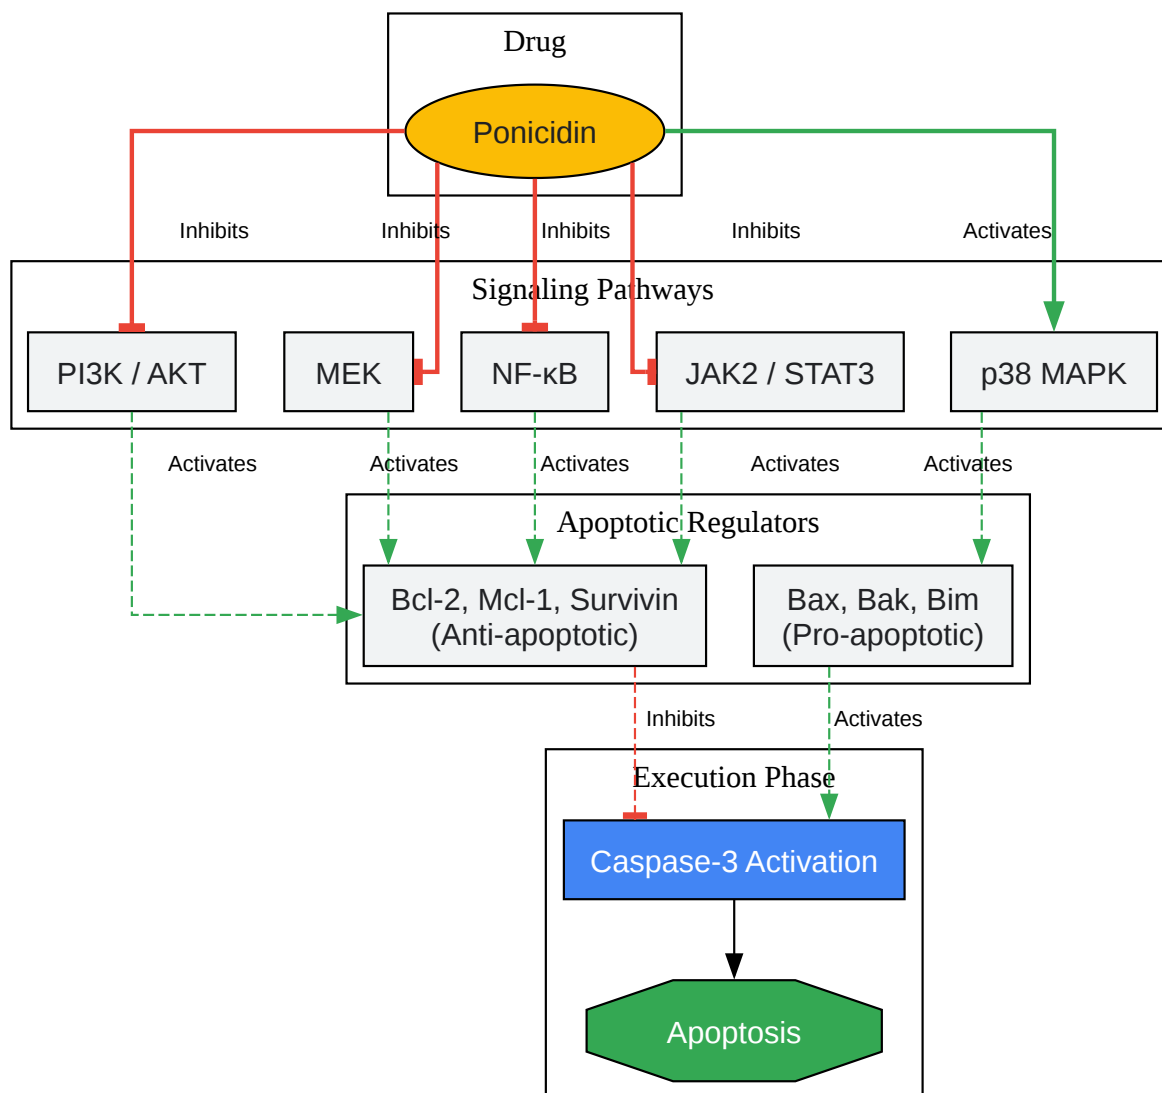 Drug
Ponicidin
Inhibits
Inhibits
Inhibits
Inhibits
Activates
Signaling Pathways
PI3K / AKT
MEK
NF-κB
JAK2 / STAT3
p38 MAPK
Activates
Activates
Activates
Activates
Activates
Apoptotic Regulators
Bcl-2, Mcl-1, Survivin
(Anti-apoptotic)
Bax, Bak, Bim
(Pro-apoptotic)
Inhibits
Activates
Execution Phase
Caspase-3 Activation
Apoptosis